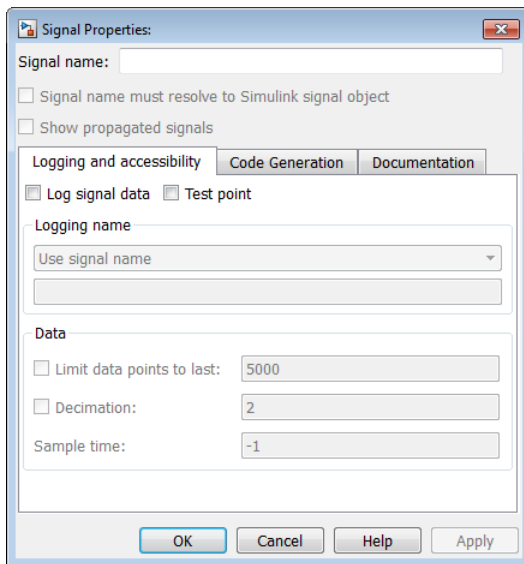 Signal Properties:
Signal name:
Signal name must resolve to Simulink signal object
Show propagated signals
Logging and accessibility Code Generation Documentation
Log signal data Test point
Logging name
Use signal name
Data
Limit data points to last: 5000
Decimation: 2
Sample time: -1
OK Cancel Help Apply